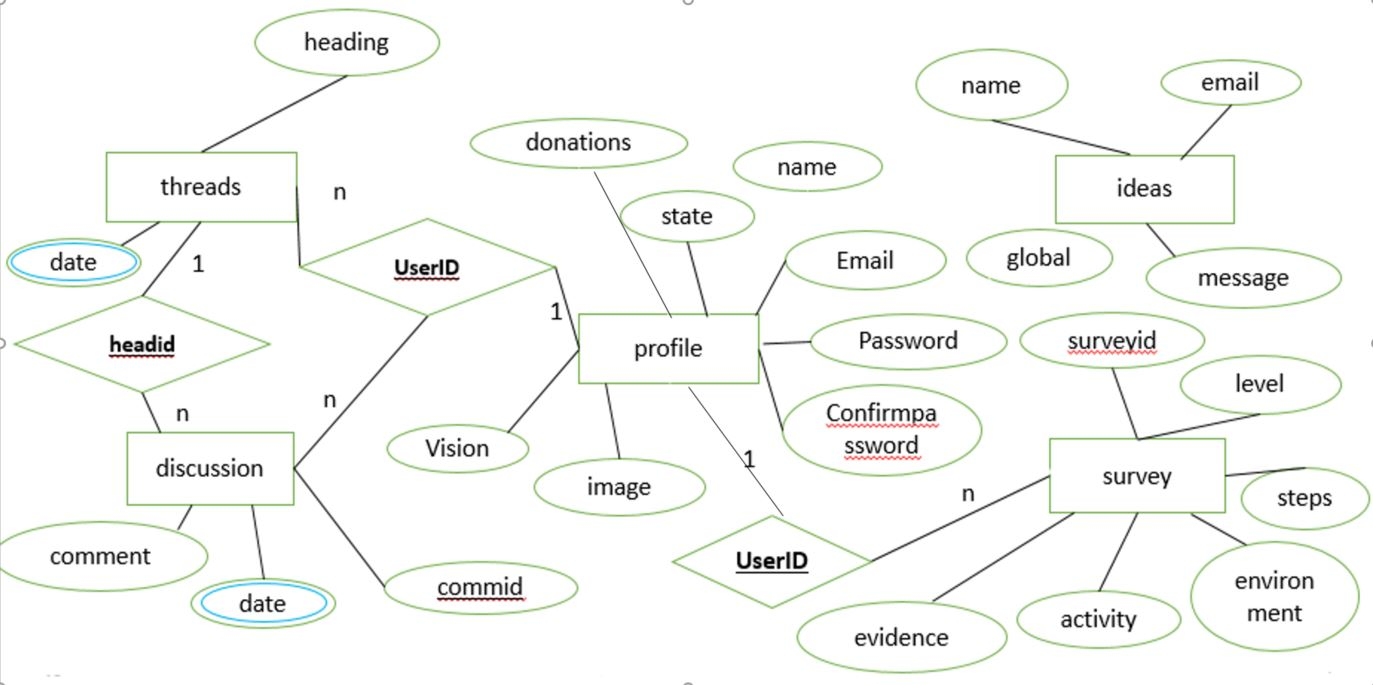 heading
name
email
donations
name
threads
n
ideas
state
date
1
UserID
Email
global
message
1
headid
profile
Password
surveyid
level
n
n
Vision
Confirmpa
ssword
discussion
1
image
n
survey
steps
comment
UserID
commid
date
evidence
activity
environ
ment